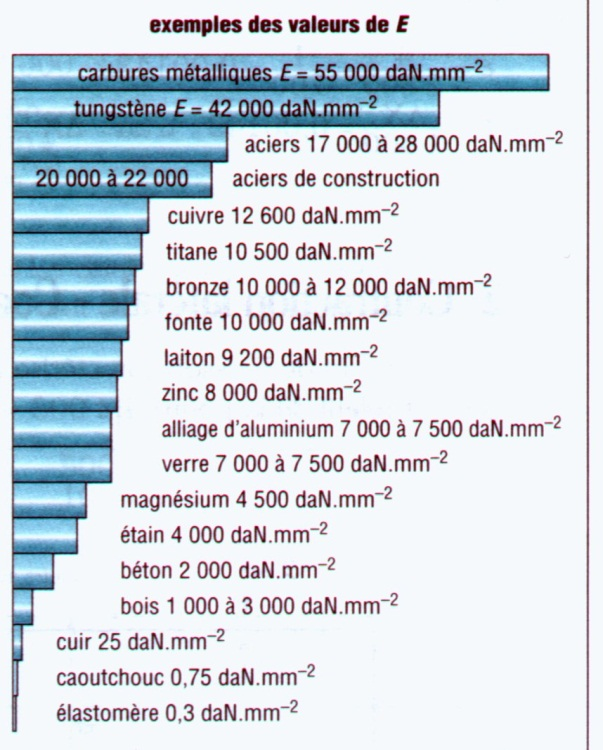 exemples des valeurs de E
carbures métalliques E = 55 000 daN.mm⁻²
tungstène E = 42 000 daN.mm⁻²
aciers 17 000 à 28 000 daN.mm⁻²
20 000 à 22 000 aciers de construction
cuivre 12 600 daN.mm⁻²
titane 10 500 daN.mm⁻²
bronze 10 000 à 12 000 daN.mm⁻²
fonte 10 000 daN.mm⁻²
laiton 9 200 daN.mm⁻²
zinc 8 000 daN.mm⁻²
alliage d'aluminium 7 000 à 7 500 daN.mm⁻²
verre 7 000 à 7 500 daN.mm⁻²
magnésium 4 500 daN.mm⁻²
étain 4 000 daN.mm⁻²
béton 2 000 daN.mm⁻²
bois 1 000 à 3 000 daN.mm⁻²
cuir 25 daN.mm⁻²
caoutchouc 0,75 daN.mm⁻²
élastomère 0,3 daN.mm⁻²